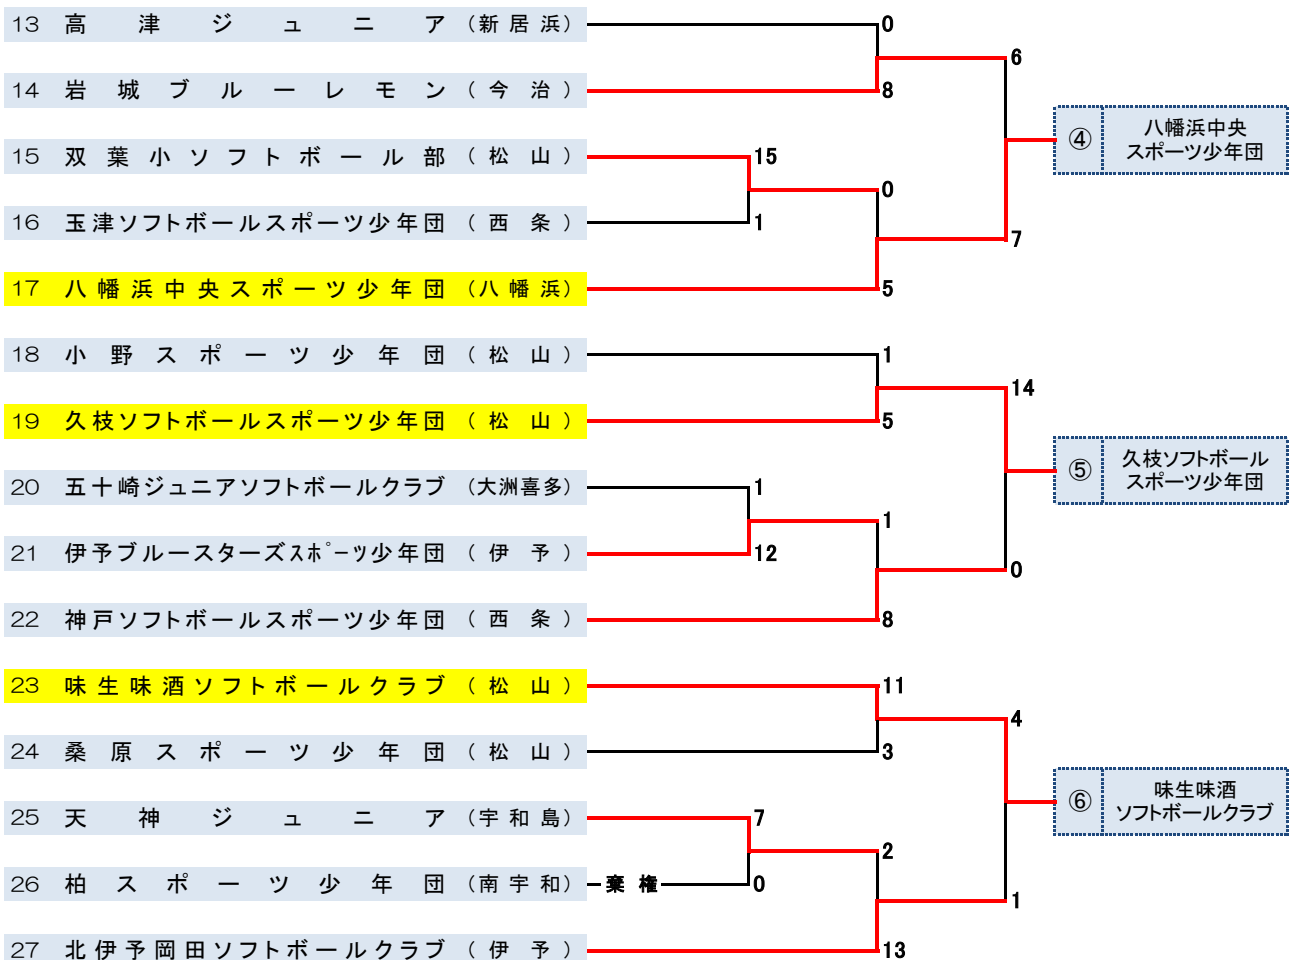 13 高津ジュニア (新居浜) 0
6
14 岩城ブルーレモン (今治) 8
④ 八幡浜中央
スポーツ少年団
15 双葉小ソフトボール部 (松山) 15
0
16 玉津ソフトボールスポーツ少年団 (西条) 1
7
17 八幡浜中央スポーツ少年団 (八幡浜) 5
18 小野スポーツ少年団 (松山) 1
14
19 久枝ソフトボールスポーツ少年団 (松山) 5
⑤ 久枝ソフトボール
スポーツ少年団
20 五十崎ジュニアソフトボールクラブ (大洲喜多) 1
1
21 伊予ブルースターズｽﾎﾟｰﾂ少年団 (伊予) 12
0
22 神戸ソフトボールスポーツ少年団 (西条) 8
23 味生味酒ソフトボールクラブ (松山) 11
4
24 桑原スポーツ少年団 (松山) 3
⑥ 味生味酒
ソフトボールクラブ
25 天神ジュニア (宇和島) 7
2
26 柏スポーツ少年団 (南宇和) 棄権 0
1
27 北伊予岡田ソフトボールクラブ (伊予) 13